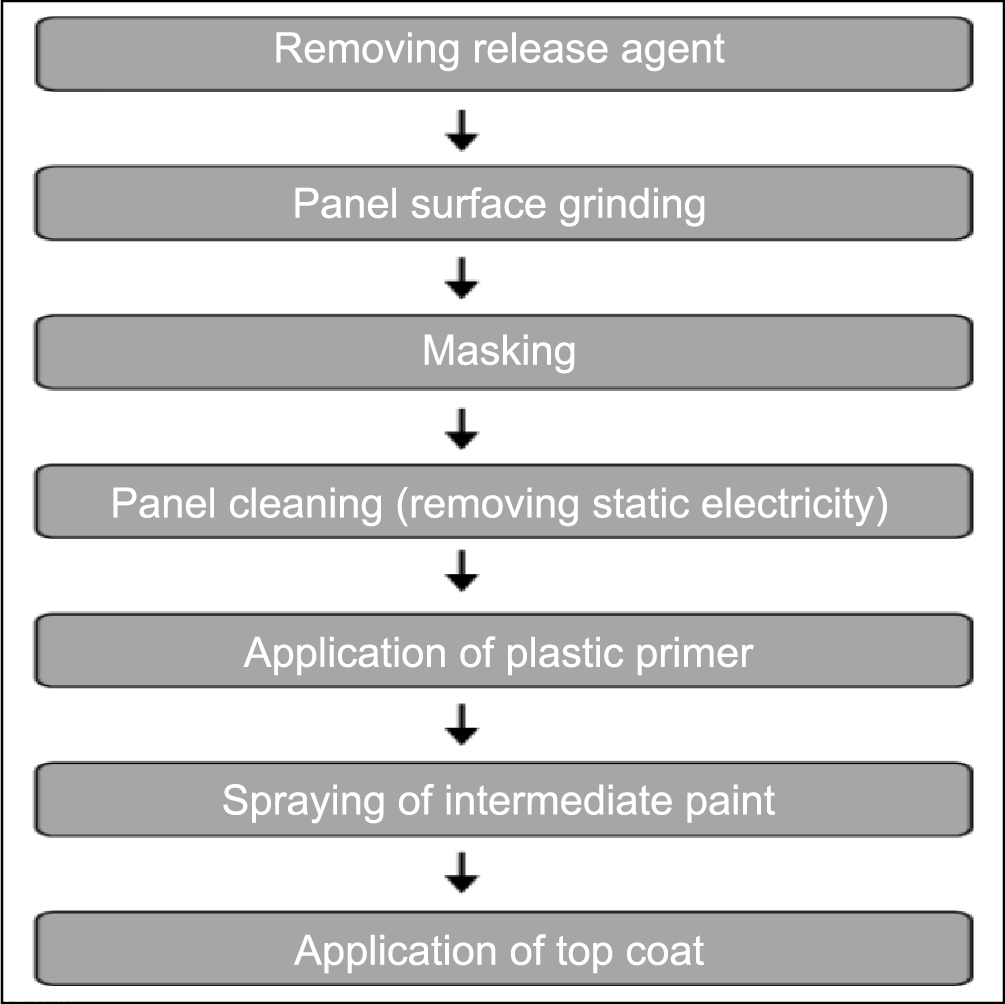 Removing release agent
Panel surface grinding
Masking
Panel cleaning (removing static electricity)
Application of plastic primer
Spraying of intermediate paint
Application of top coat